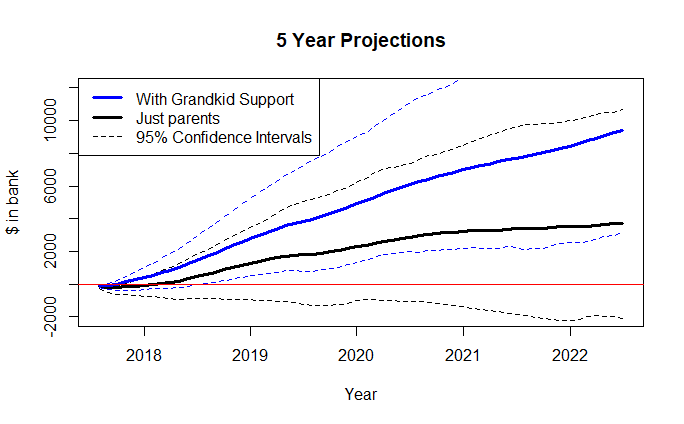 5 Year Projections
With Grandkid Support
Just parents
95% Confidence Intervals
$ in bank
10000
6000
2000
-2000
2018 2019 2020 2021 2022
Year